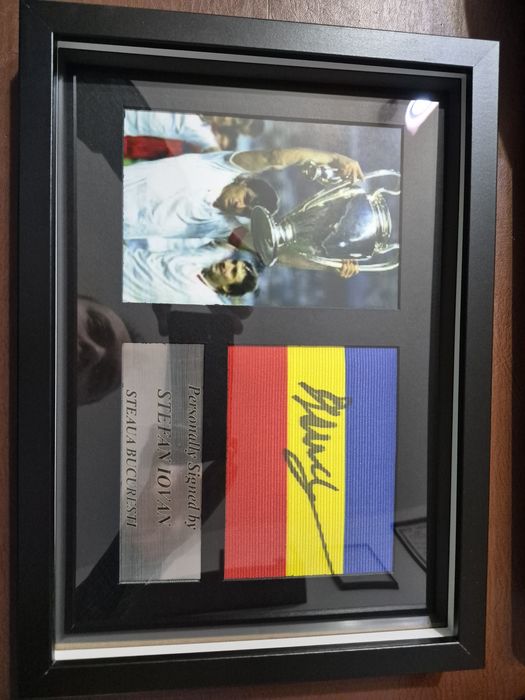 Personally Signed by
STEFAN IOVAN
STEAUA BUCURESTI